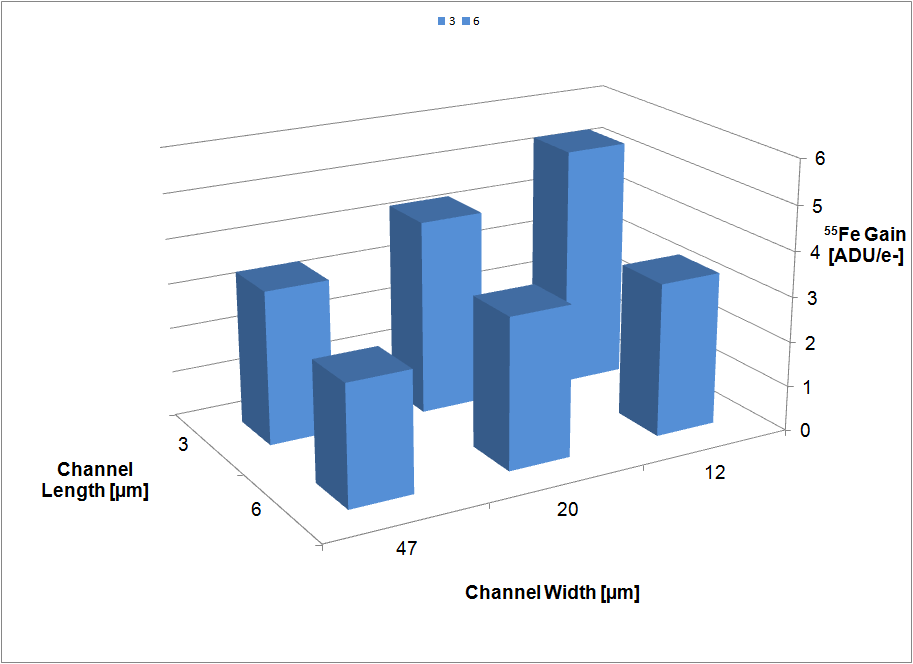 3 6
6
5
⁵⁵Fe Gain
[ADU/e-]
4
3
2
1
0
3
6
Channel
Length [µm]
12
20
47
Channel Width [µm]